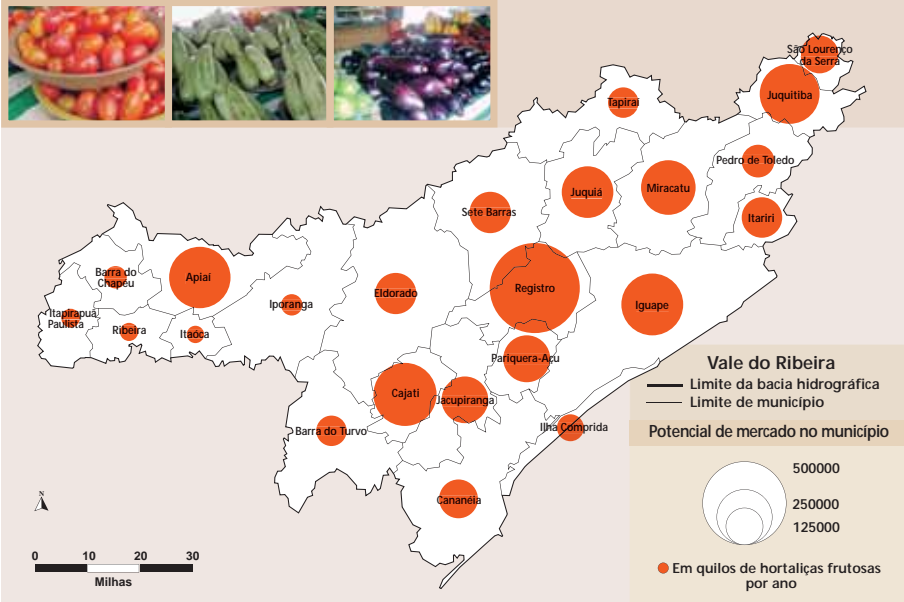 São Lourenço
da Serra
Juquitiba
Tapiraí
Pedro de Toledo
Juquiá
Miracatu
Sete Barras
Itariri
Barra do
Chapéu
Apiaí
Registro
Eldorado
Iporanga
Iguape
Itapirapuã
Paulista
Ribeira
Itaóca
Pariquera-Açu
Cajati
Jacupiranga
Barra do Turvo
Ilha Comprida
Cananéia
Vale do Ribeira
Limite da bacia hidrográfica
Limite de município
Potencial de mercado no município
500000
250000
125000
Em quilos de hortaliças frutosas
por ano
N
0 10 20 30
Milhas